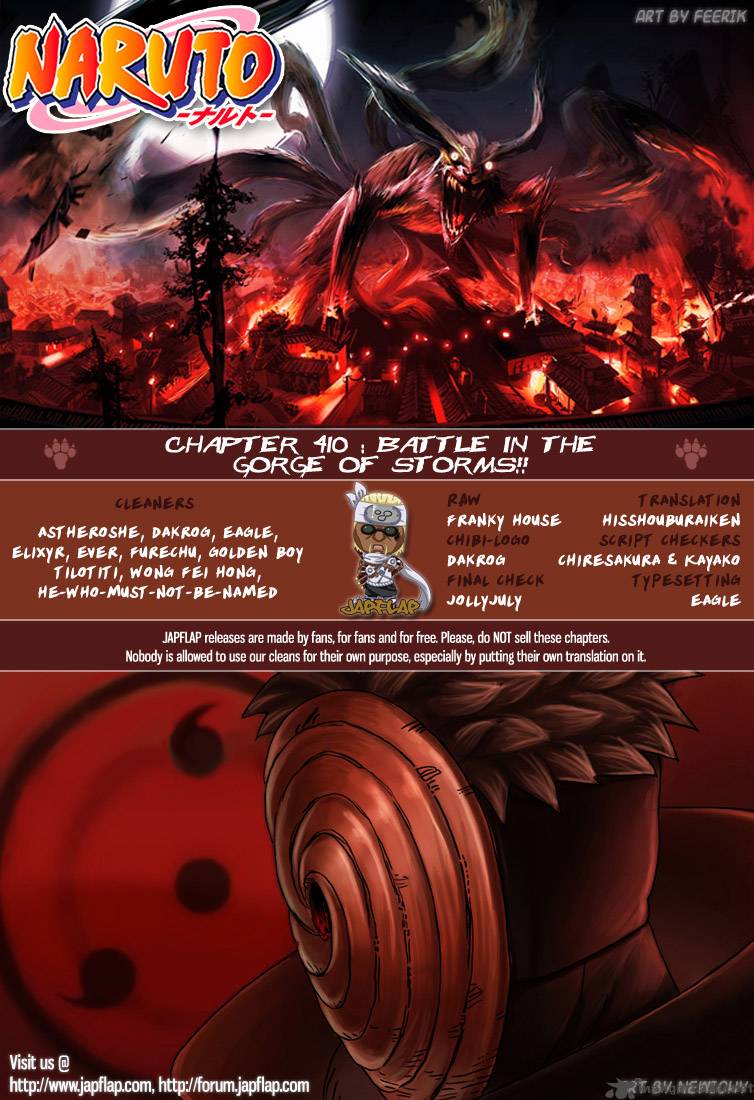 ART BY FEERIK
NARUTO
-ナルト-
CHAPTER 410 : BATTLE IN THE
GORGE OF STORMS!!
CLEANERS
ASTHEROSHE, DAKROG, EAGLE,
ELIXYR, EVER, FURECHU, GOLDEN BOY
TILOTITI, WONG FEI HONG,
HE-WHO-MUST-NOT-BE-NAMED
JAPFLAP
RAW
FRANKY HOUSE
CHIBI-LOGO
DAKROG
FINAL CHECK
JOLLYJULY
TRANSLATION
HISSHOUBURAIKEN
SCRIPT CHECKERS
CHIRESAKURA & KAYAKO
TYPESETTING
EAGLE
JAPFLAP releases are made by fans, for fans and for free. Please, do NOT sell these chapters.
Nobody is allowed to use our cleans for their own purpose, especially by putting their own translation on it.
Visit us @
http://www.japflap.com, http://forum.japflap.com
ART BY